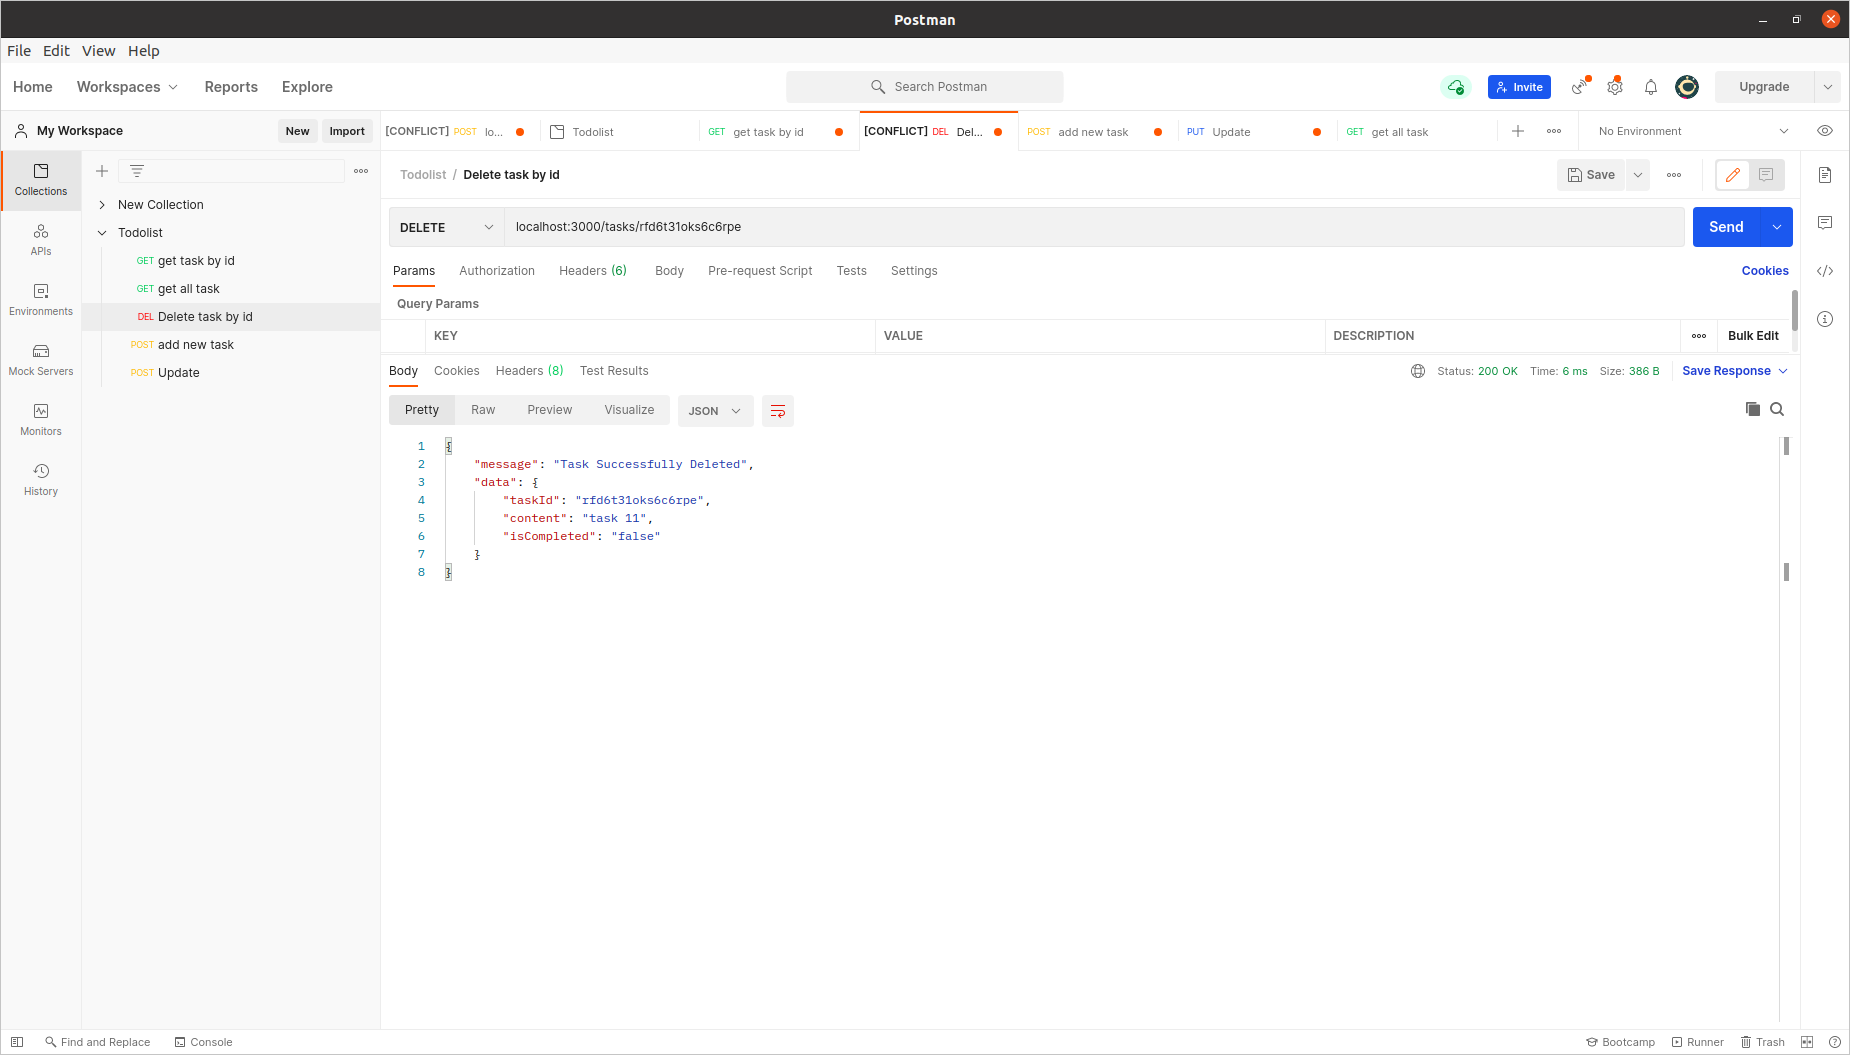 Postman
File Edit View Help
Home Workspaces Reports Explore Search Postman Invite Upgrade
My Workspace New Import [CONFLICT] POST lo... Todolist GET get task by id [CONFLICT] DEL Del... POST add new task PUT Update GET get all task No Environment
Collections
APIs
Environments
Mock Servers
Monitors
History
New Collection
Todolist
GET get task by id
GET get all task
DEL Delete task by id
POST add new task
POST Update
Todolist / Delete task by id Save
DELETE localhost:3000/tasks/rfd6t31oks6c6rpe Send
Params Authorization Headers (6) Body Pre-request Script Tests Settings Cookies
Query Params
KEY VALUE DESCRIPTION Bulk Edit
Body Cookies Headers (8) Test Results Status: 200 OK Time: 6 ms Size: 386 B Save Response
Pretty Raw Preview Visualize JSON
1 {
2 "message": "Task Successfully Deleted",
3 "data": {
4 "taskId": "rfd6t31oks6c6rpe",
5 "content": "task 11",
6 "isCompleted": "false"
7 }
8 }
Find and Replace Console Bootcamp Runner Trash